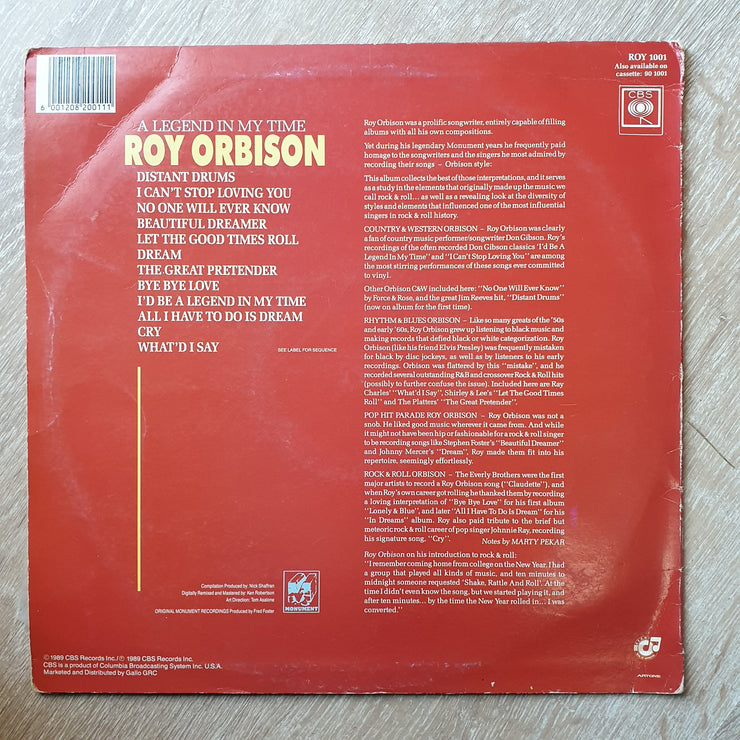 6 001208 200111
ROY 1001
Also available on
cassette: 00 1001
CBS
A LEGEND IN MY TIME
ROY ORBISON
DISTANT DRUMS
I CAN'T STOP LOVING YOU
NO ONE WILL EVER KNOW
BEAUTIFUL DREAMER
LET THE GOOD TIMES ROLL
DREAM
THE GREAT PRETENDER
BYE BYE LOVE
I'D BE A LEGEND IN MY TIME
ALL I HAVE TO DO IS DREAM
CRY
WHAT'D I SAY
SEE LABEL FOR SEQUENCE
Roy Orbison was a prolific songwriter, entirely capable of filling
albums with all his own compositions.
Yet during his legendary Monument years he frequently paid
homage to the songwriters and the singers he most admired by
recording their songs – Orbison style:
This album collects the best of those interpretations, and it serves
as a study in the elements that originally made up the music we
call rock & roll... as well as a revealing look at the diversity of
styles and elements that influenced one of the most influential
singers in rock & roll history.
COUNTRY & WESTERN ORBISON – Roy Orbison was clearly
a fan of country music performer/songwriter Don Gibson. Roy's
recordings of the often recorded Don Gibson classics 'I'd Be A
Legend In My Time" and "I Can't Stop Loving You" are among
the most stirring performances of these songs ever committed
to vinyl.
Other Orbison C&W included here: "No One Will Ever Know"
by Force & Rose, and the great Jim Reeves hit, "Distant Drums"
(now on album for the first time).
RHYTHM & BLUES ORBISON – Like so many greats of the '50s
and early '60s, Roy Orbison grew up listening to black music and
making records that defied black or white categorization. Roy
Orbison (like his friend Elvis Presley) was frequently mistaken
for black by disc jockeys, as well as by listeners to his early
recordings. Orbison was flattered by this "mistake", and he
recorded several outstanding R&B and crossover Rock & Roll hits
(possibly to further confuse the issue). Included here are Ray
Charles' "What'd I Say", Shirley & Lee's "Let The Good Times
Roll" and The Platters' "The Great Pretender".
POP HIT PARADE ROY ORBISON – Roy Orbison was not a
snob. He liked good music wherever it came from. And while
it might not have been hip or fashionable for a rock & roll singer
to be recording songs like Stephen Foster's "Beautiful Dreamer"
and Johnny Mercer's "Dream", Roy made them fit into his
repertoire, seemingly effortlessly.
ROCK & ROLL ORBISON – The Everly Brothers were the first
major artists to record a Roy Orbison song ("Claudette"), and
when Roy's own career got rolling he thanked them by recording
a loving interpretation of "Bye Bye Love" for his first album
"Lonely & Blue", and later "All I Have To Do Is Dream" for his
"In Dreams" album. Roy also paid tribute to the brief but
meteoric rock & roll career of pop singer Johnnie Ray, recording
his signature song, "Cry".
Notes by MARTY PEKAR
Roy Orbison on his introduction to rock & roll:
"I remember coming home from college on the New Year. I had
a group that played all kinds of music, and ten minutes to
midnight someone requested 'Shake, Rattle And Roll'. At the
time I didn't even know the song, but we started playing it, and
after ten minutes... by the time the New Year rolled in... I was
converted."
Compilation Produced by: Nick Shaffran
Digitally Remixed and Mastered by: Ken Robertson
Art Direction: Tom Asalone
ORIGINAL MONUMENT RECORDINGS Produced by: Fred Foster
MONUMENT
© 1989 CBS Records Inc./℗ 1989 CBS Records Inc.
CBS is a product of Columbia Broadcasting System Inc. U.S.A.
Marketed and Distributed by Gallo GRC
ARTONE